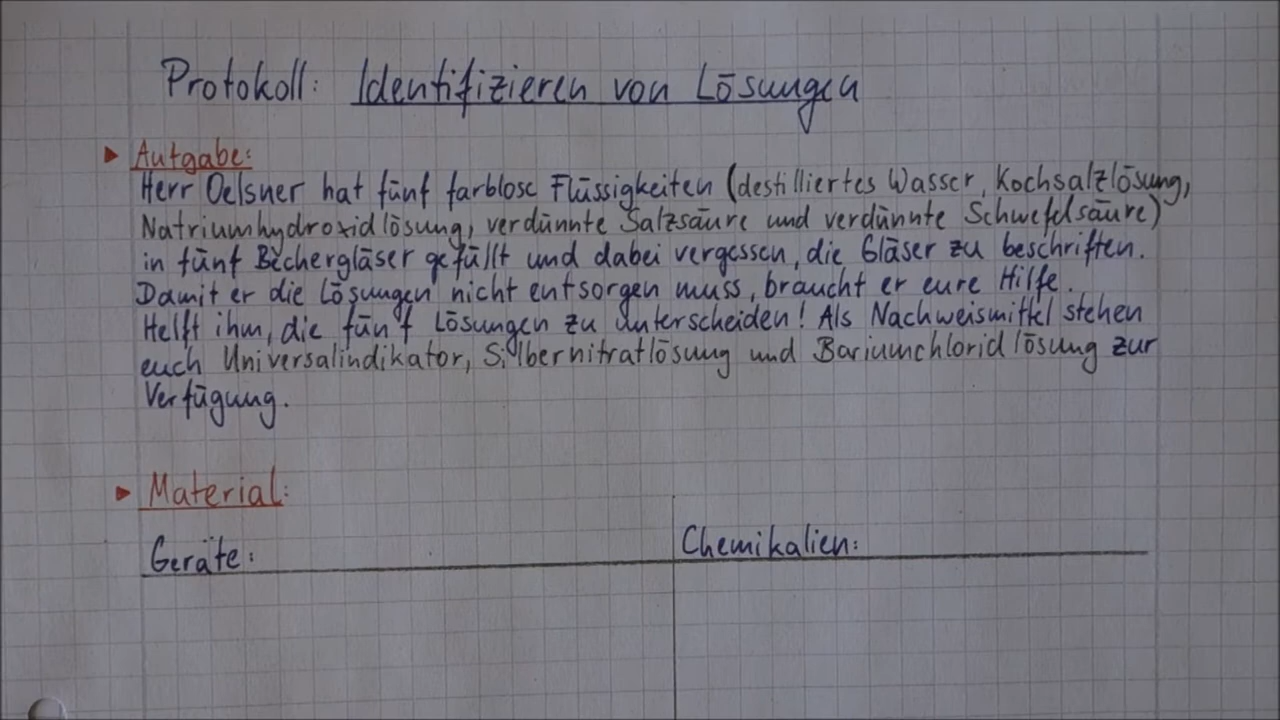 Protokoll: Identifizieren von Lösungen
▸ Aufgabe:
Herr Oelsner hat fünf farblose Flüssigkeiten (destilliertes Wasser, Kochsalzlösung,
Natriumhydroxidlösung, verdünnte Salzsäure und verdünnte Schwefelsäure)
in fünf Bechergläser gefüllt und dabei vergessen, die Gläser zu beschriften.
Damit er die Lösungen nicht entsorgen muss, braucht er eure Hilfe.
Helft ihm, die fünf Lösungen zu unterscheiden! Als Nachweismittel stehen
euch Universalindikator, Silbernitratlösung und Bariumchloridlösung zur
Verfügung.
▸ Material:
Geräte: Chemikalien: